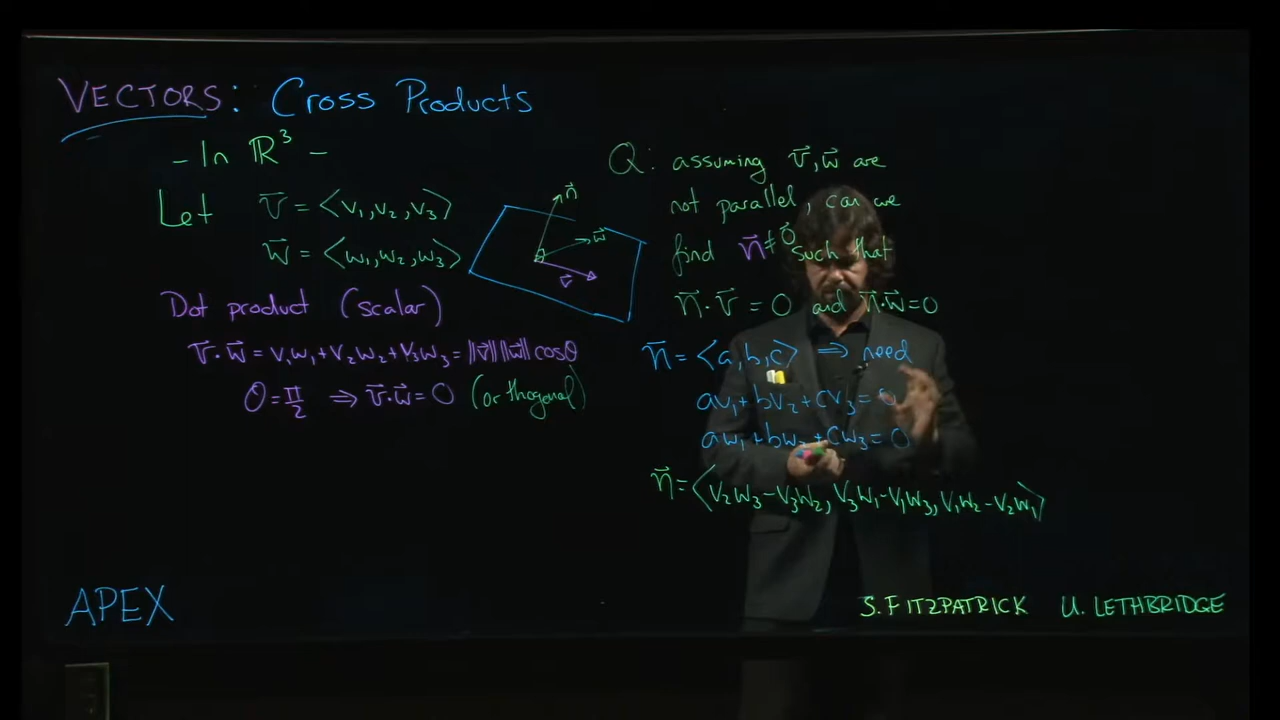 VECTORS: Cross Products
- In ℝ³ -
Let v⃗ = ⟨v₁, v₂, v₃⟩
w⃗ = ⟨w₁, w₂, w₃⟩
Dot product (scalar)
v⃗·w⃗ = v₁w₁+v₂w₂+v₃w₃ = ‖v⃗‖‖w⃗‖cosθ
θ = π/2 ⟹ v⃗·w⃗ = 0 (orthogonal)
n⃗
w⃗
v⃗
Q: assuming v⃗, w⃗ are
not parallel, can we
find n⃗ ≠ 0⃗ such that
n⃗·v⃗ = 0 and n⃗·w⃗ = 0
n⃗ = ⟨a, b, c⟩ ⟹ need
av₁+bv₂+cv₃ = 0
aw₁+bw₂+cw₃ = 0
n⃗ = ⟨v₂w₃-v₃w₂, v₃w₁-v₁w₃, v₁w₂-v₂w₁⟩
APEX
S. FITZPATRICK U. LETHBRIDGE